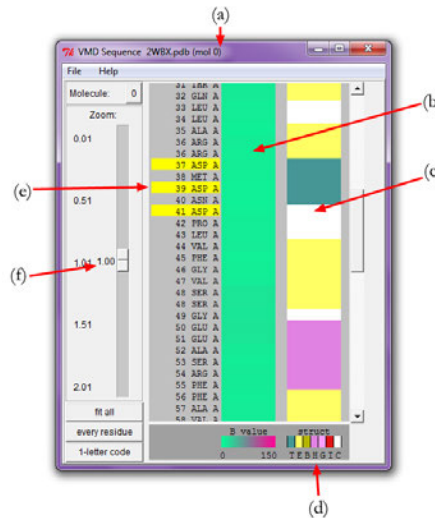 (a)
VMD Sequence 2WBX.pdb (mol 0)
File Help
Molecule: 0
Zoom:
0.01
0.51
1.01 1.00
1.51
2.01
fit all
every residue
1-letter code
31 THR A
32 GLN A
33 LEU A
34 LEU A
35 ALA A
36 ARG A
36 ARG A
37 ASP A
38 MET A
39 ASP A
40 ASN A
41 ASP A
42 PRO A
43 LEU A
44 VAL A
45 PHE A
46 GLY A
47 VAL A
48 SER A
48 SER A
49 GLY A
50 GLU A
51 GLU A
52 ALA A
53 SER A
54 ARG A
55 PHE A
56 PHE A
57 ALA A
58 VAL A
B value
0 150
struct
T E B H G I C
(b)
(e)
(f)
(d)